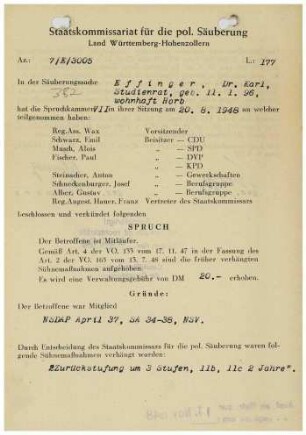 Staatskommissariat für die pol. Säuberung
Land Württemberg-Hohenzollern
Az: 7/K/3005 L.: 177
In der Säuberungssache Effinger, Dr. Karl,
382 Studienrat, geb. 11. 1. 96,
wohnhaft Horb
hat die Spruchkammer VII in ihrer Sitzung am 20. 8. 1948 an welcher
teilgenommen haben:
Reg.Ass. Wax Vorsitzender
Schwarz, Emil Beisitzer — CDU
Maudi, Alois „ — SPD
Fischer, Paul „ — DVP
„ — KPD
Steimacher, Anton „ — Gewerkschaften
Schneckenburger, Josef „ — Berufsgruppe
Alber, Gustav „ — Berufsgruppe
Reg.Angest. Hauer, Franz Vertreter des Staatskommissars
beschlossen und verkündet folgenden
SPRUCH
Der Betroffene ist Mitläufer.
Gemäß Art. 4 der VO. 133 vom 17. 11. 47 in der Fassung des
Art. 2 der VO. 165 vom 13. 7. 48 sind die früher verhängten
Sühnemaßnahmen aufgehoben.
Es wird eine Verwaltungsgebühr von DM 20.— erhoben.
Gründe:
Der Betroffene war Mitglied
NSDAP April 37, SA 34-38, NSV.
Durch Entscheidung des Staatskommissars für die pol. Säuberung waren fol-
gende Sühnemaßnahmen verhängt worden:
"Zurückstufung um 3 Stufen, 11b, 11c 2 Jahre".